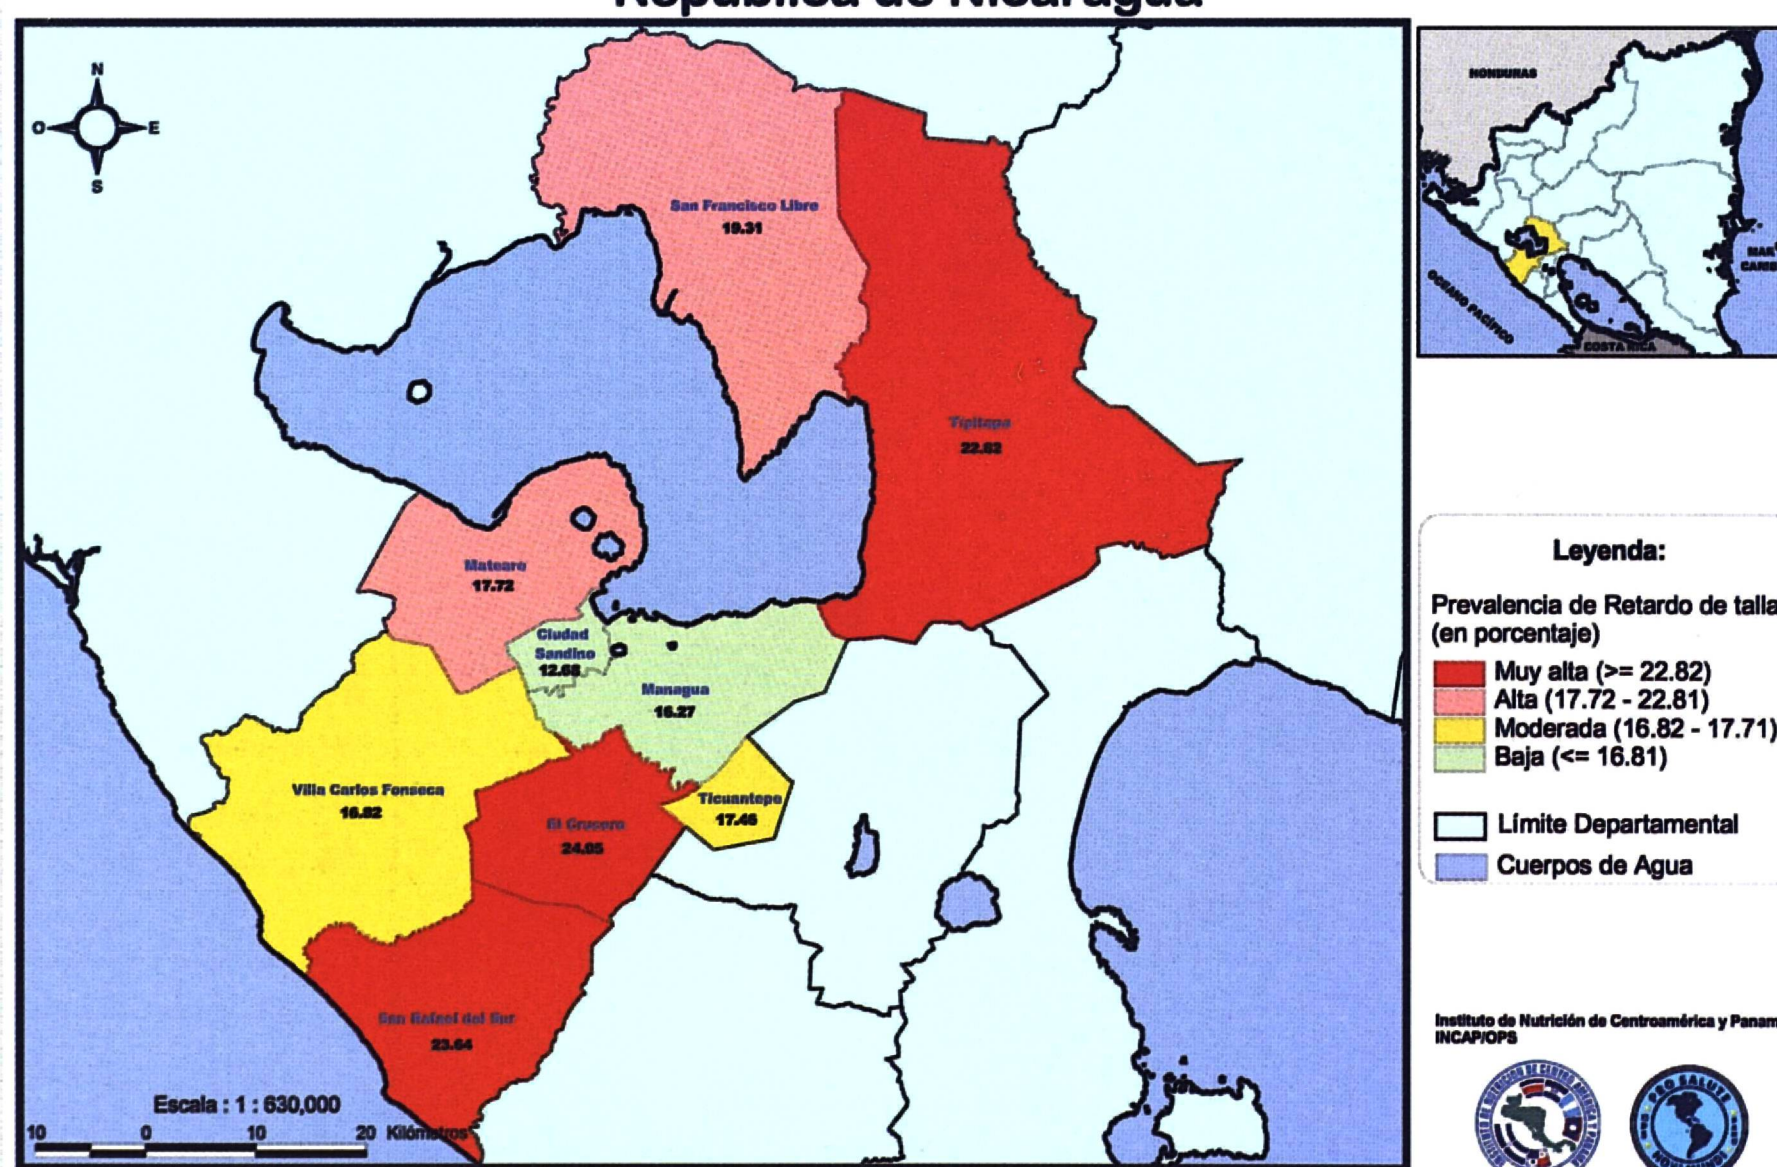 República de Nicaragua
N
O
E
S
San Francisco Libre
19.31
Tipitapa
22.82
Mateare
17.72
Ciudad
Sandino
12.68
Managua
16.27
Villa Carlos Fonseca
16.82
El Crucero
24.05
Ticuantepe
17.46
San Rafael del Sur
23.64
Escala : 1 : 630,000
10 0 10 20 Kilómetros
HONDURAS
MAR
CARIB
OCEANO PACÍFICO
COSTA RICA
Leyenda:
Prevalencia de Retardo de talla
(en porcentaje)
Muy alta (>= 22.82)
Alta (17.72 - 22.81)
Moderada (16.82 - 17.71)
Baja (<= 16.81)
Límite Departamental
Cuerpos de Agua
Instituto de Nutrición de Centroamérica y Panam
INCAP/OPS
PRO SALUTE